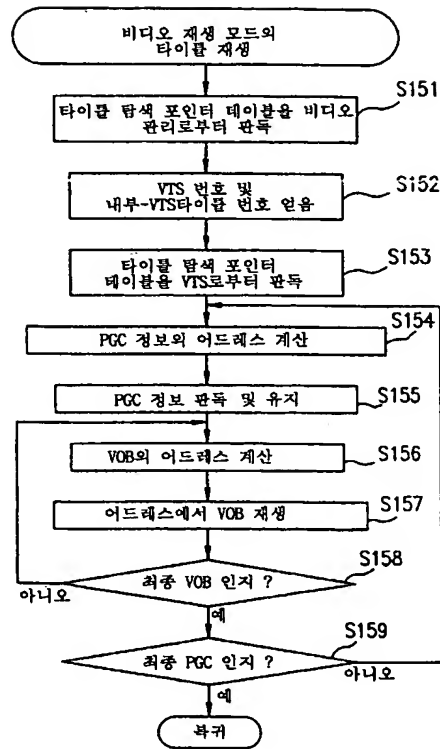 비디오 재생 모드의
타이틀 재생
S151
타이틀 탐색 포인터 테이블을 비디오
관리로부터 판독
S152
VTS 번호 및
내부-VTS타이틀 번호 얻음
S153
타이틀 탐색 포인터
테이블을 VTS로부터 판독
S154
PGC 정보의 어드레스 계산
S155
PGC 정보 판독 및 유지
S156
VOB의 어드레스 계산
S157
어드레스에서 VOB 재생
S158
최종 VOB 인지 ?
아니오
예
S159
최종 PGC 인지 ?
아니오
예
복귀